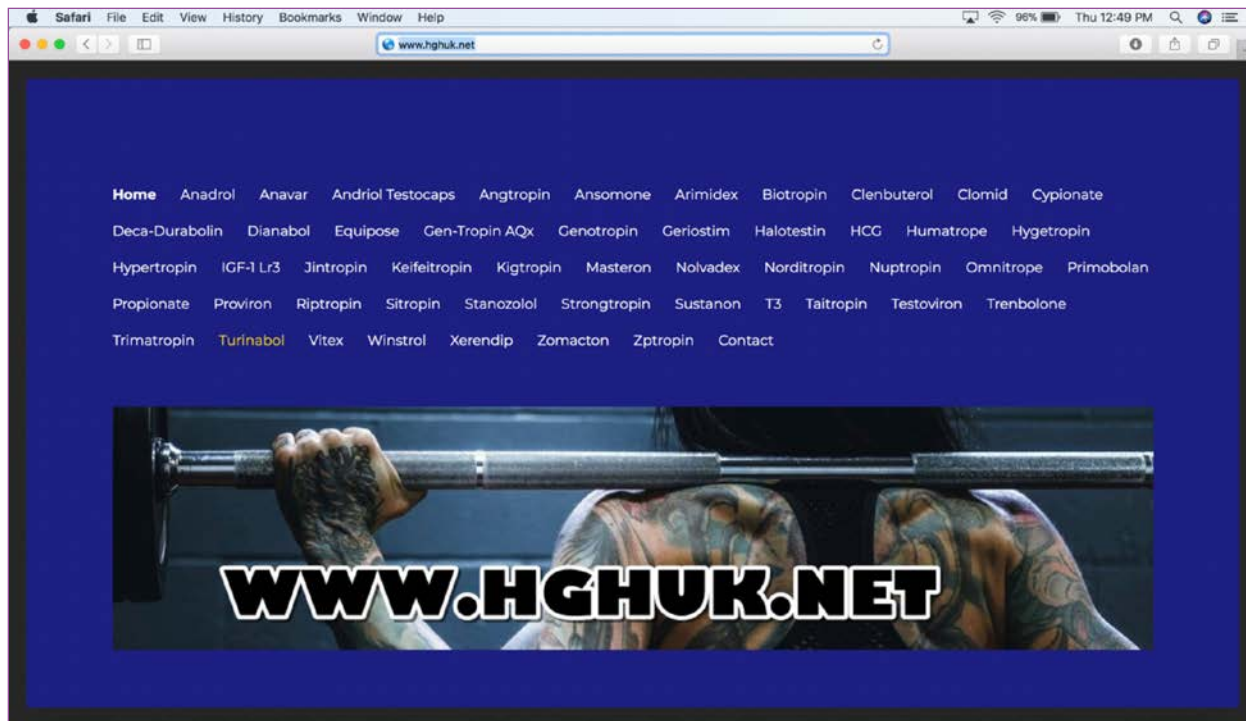 Safari File Edit View History Bookmarks Window Help 96% Thu 12:49 PM
www.hghuk.net
Home Anadrol Anavar Andriol Testocaps Angtropin Ansomone Arimidex Biotropin Clenbuterol Clomid Cypionate
Deca-Durabolin Dianabol Equipose Gen-Tropin AQx Genotropin Geriostim Halotestin HCG Humatrope Hygetropin
Hypertropin IGF-1 Lr3 Jintropin Keifeitropin Kigtropin Masteron Nolvadex Norditropin Nuptropin Omnitrope Primobolan
Propionate Proviron Riptropin Sitropin Stanozolol Strongtropin Sustanon T3 Taitropin Testoviron Trenbolone
Trimatropin Turinabol Vitex Winstrol Xerendip Zomacton Zptropin Contact
WWW.HGHUK.NET